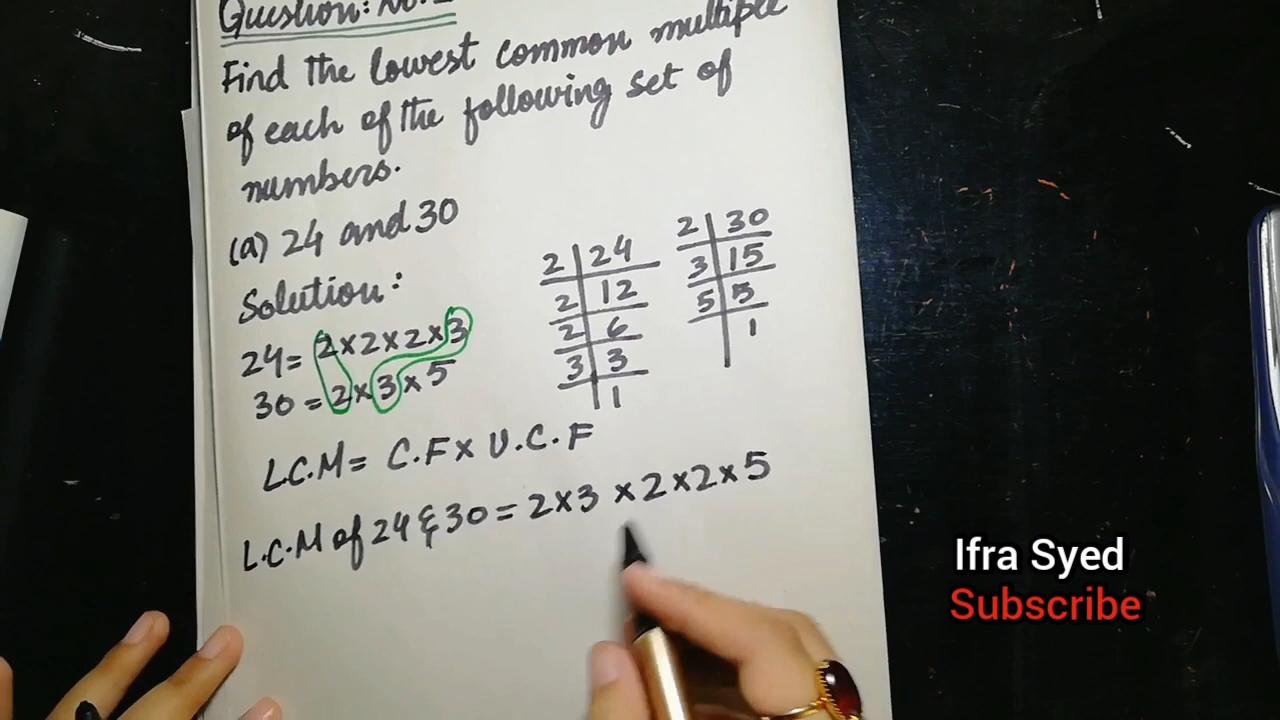 Question: No:
Find the lowest common multiple
of each of the following set of
numbers.
(a) 24 and 30
Solution:
24= 2×2×2×3
30 = 2×3×5
2 | 24
2 | 12
2 | 6
3 | 3
1
2 | 30
3 | 15
5 | 5
1
L.C.M= C.F× U.C.F
L.C.M of 24 & 30 = 2×3 ×2×2×5
Ifra Syed
Subscribe